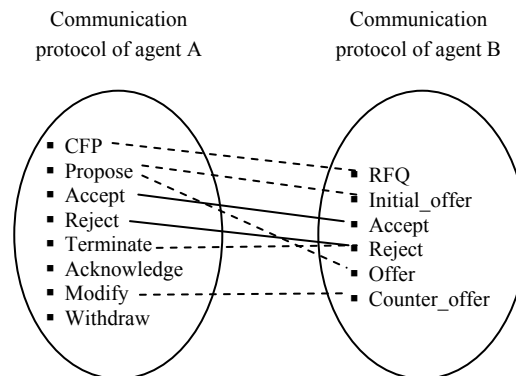 Communication
protocol of agent A
Communication
protocol of agent B
▪ CFP
▪ Propose
▪ Accept
▪ Reject
▪ Terminate
▪ Acknowledge
▪ Modify
▪ Withdraw
▪ RFQ
▪ Initial_offer
▪ Accept
▪ Reject
▪ Offer
▪ Counter_offer